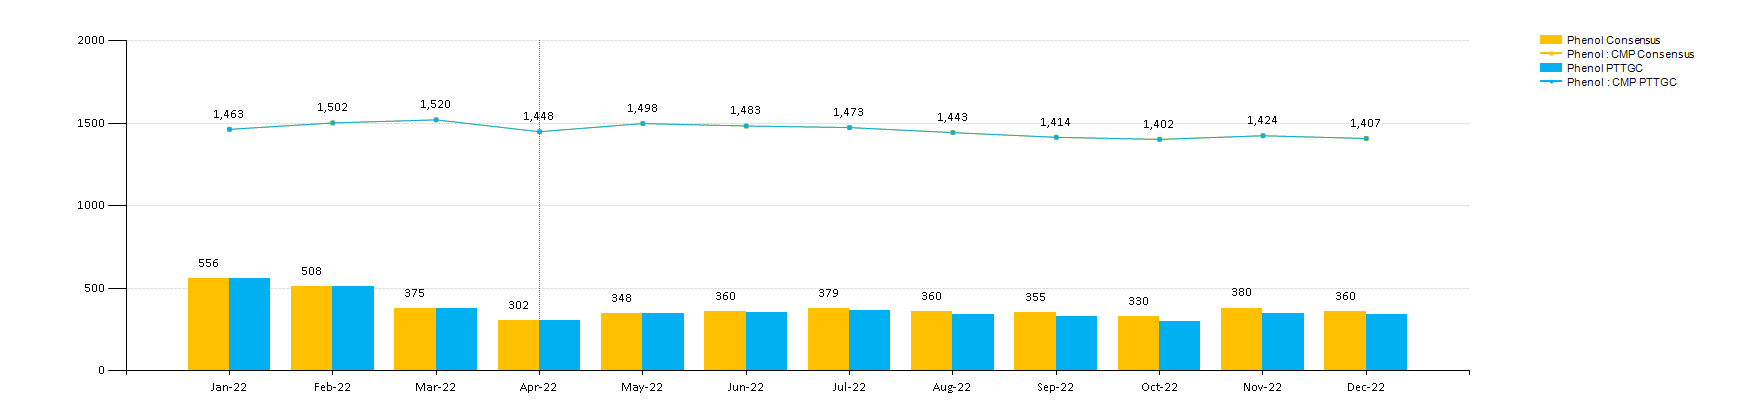 2000
1500
1000
500
0
1,463
1,502
1,520
1,448
1,498
1,483
1,473
1,443
1,414
1,402
1,424
1,407
556
508
375
302
348
360
379
360
355
330
380
360
Jan-22
Feb-22
Mar-22
Apr-22
May-22
Jun-22
Jul-22
Aug-22
Sep-22
Oct-22
Nov-22
Dec-22
Phenol Consensus
Phenol : CMP Consensus
Phenol PTTGC
Phenol : CMP PTTGC